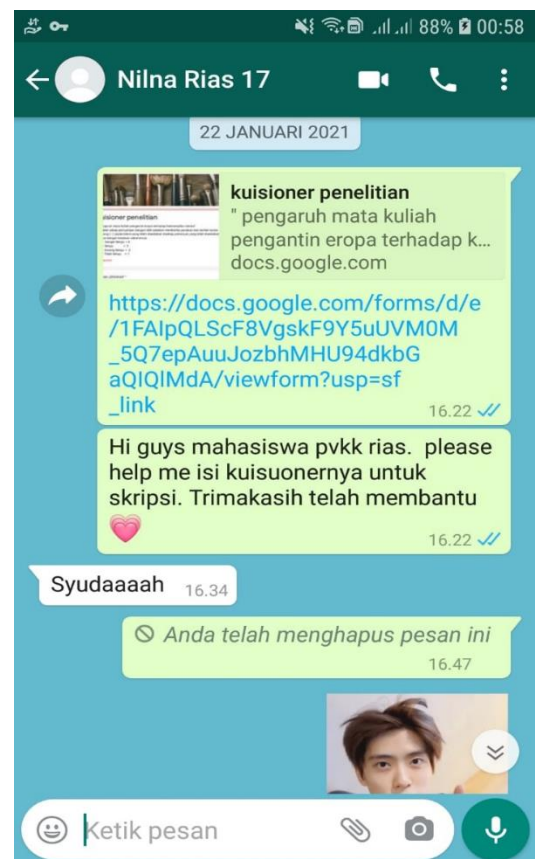 88% 00:58
Nilna Rias 17
22 JANUARI 2021
kuisioner penelitian
" pengaruh mata kuliah
pengantin eropa terhadap k...
docs.google.com
https://docs.google.com/forms/d/e
/1FAIpQLScF8VgskF9Y5uUVM0M
_5Q7epAuuJozbhMHU94dkbG
aQIQIMdA/viewform?usp=sf
_link
16.22
Hi guys mahasiswa pvkk rias. please
help me isi kuisuonernya untuk
skripsi. Trimakasih telah membantu
16.22
Syudaaaah 16.34
Anda telah menghapus pesan ini
16.47
Ketik pesan